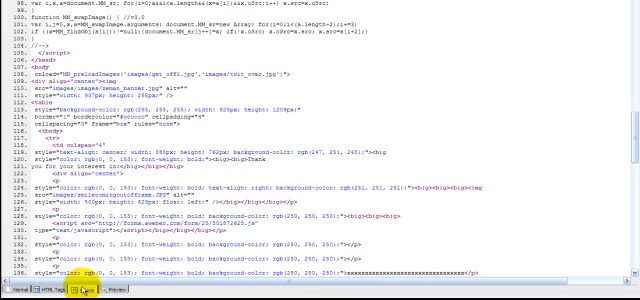 98. var i,x,a=document.MM_sr; for(i=0;a&&i<a.length&&(x=a[i])&&x.oSrc;i++) x.src=x.oSrc;
99. }
100. function MM_swapImage() { //v3.0
101. var i,j=0,x,a=MM_swapImage.arguments; document.MM_sr=new Array; for(i=0;i<(a.length-2);i+=3)
102. if ((x=MM_findObj(a[i]))!=null){document.MM_sr[j++]=x; if(!x.oSrc) x.oSrc=x.src; x.src=a[i+2];}
103. }
104. //-->
105. </script>
106. </head>
107. <body
108. onload="MM_preloadImages('images/get_off1.jpg','images/twit_over.jpg')">
109. <div align="center"><img
110. src="images/images/zeman_banner.jpg" alt=""
111. style="width: 937px; height: 258px;" />
112. <table
113. style="background-color: rgb(255, 255, 255); width: 925px; height: 1209px;"
114. border="1" bordercolor="#cccccc" cellpadding="4"
115. cellspacing="0" frame="box" rules="none">
116. <tbody>
117. <tr>
118. <td colspan="4"
119. style="text-align: center; width: 885px; height: 762px; background-color: rgb(247, 251, 245);"><big
120. style="color: rgb(0, 0, 153); font-weight: bold;"><big><big>Thank
121. you for your interest in:</big></big></big>
122. <div align="center">
123. <p
124. style="color: rgb(0, 0, 153); font-weight: bold; text-align: right; background-color: rgb(251, 251, 251);"><big><big><big><img
125. src="images/smilecomingoutofframe.JPG" alt=""
126. style="width: 500px; height: 629px; float: left;" /></big></big></big></p>
127. <p
128. style="color: rgb(0, 0, 153); font-weight: bold; background-color: rgb(250, 250, 250);"><big><big><big>
129. <script src="http://forms.aweber.com/form/25/501872625.js"
130. type="text/javascript"></script></big></big></big></p>
131. <p
132. style="color: rgb(0, 0, 153); font-weight: bold; background-color: rgb(250, 250, 250);"></p>
133. <p
134. style="color: rgb(0, 0, 153); font-weight: bold; background-color: rgb(250, 250, 250);"></p>
135. <p
136. style="color: rgb(0, 0, 153); font-weight: bold; background-color: rgb(250, 250, 250);">xxxxxxxxxxxxxxxxxxxxxxxxxxxxxxxxxx</p>
Normal HTML Tags Preview